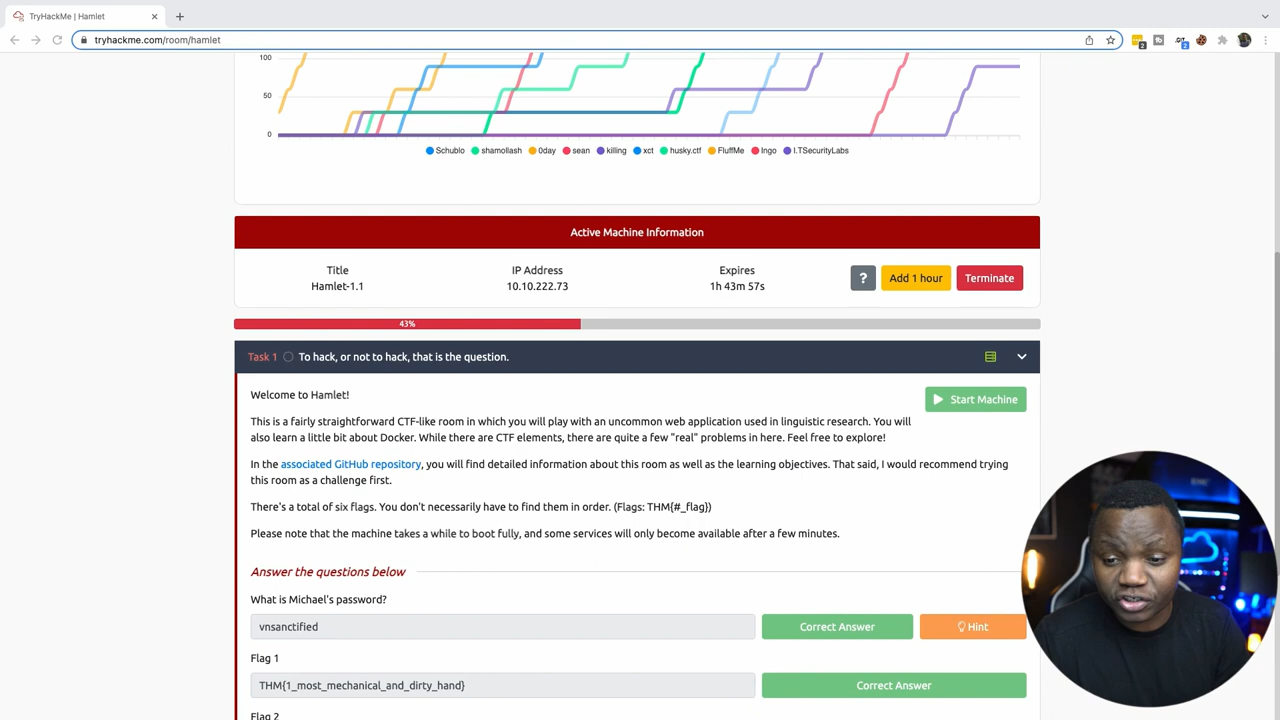 TryHackMe | Hamlet
tryhackme.com/room/hamlet
100
50
0
Schublo shamollash 0day sean killing xct husky.ctf FluffMe Ingo I.TSecurityLabs
Active Machine Information
Title IP Address Expires
Hamlet-1.1 10.10.222.73 1h 43m 57s
? Add 1 hour Terminate
43%
Task 1 To hack, or not to hack, that is the question.
Welcome to Hamlet!
Start Machine
This is a fairly straightforward CTF-like room in which you will play with an uncommon web application used in linguistic research. You will
also learn a little bit about Docker. While there are CTF elements, there are quite a few "real" problems in here. Feel free to explore!
In the associated GitHub repository, you will find detailed information about this room as well as the learning objectives. That said, I would recommend trying
this room as a challenge first.
There's a total of six flags. You don't necessarily have to find them in order. (Flags: THM{#_flag})
Please note that the machine takes a while to boot fully, and some services will only become available after a few minutes.
Answer the questions below
What is Michael's password?
vnsanctified Correct Answer Hint
Flag 1
THM{1_most_mechanical_and_dirty_hand} Correct Answer
Flag 2